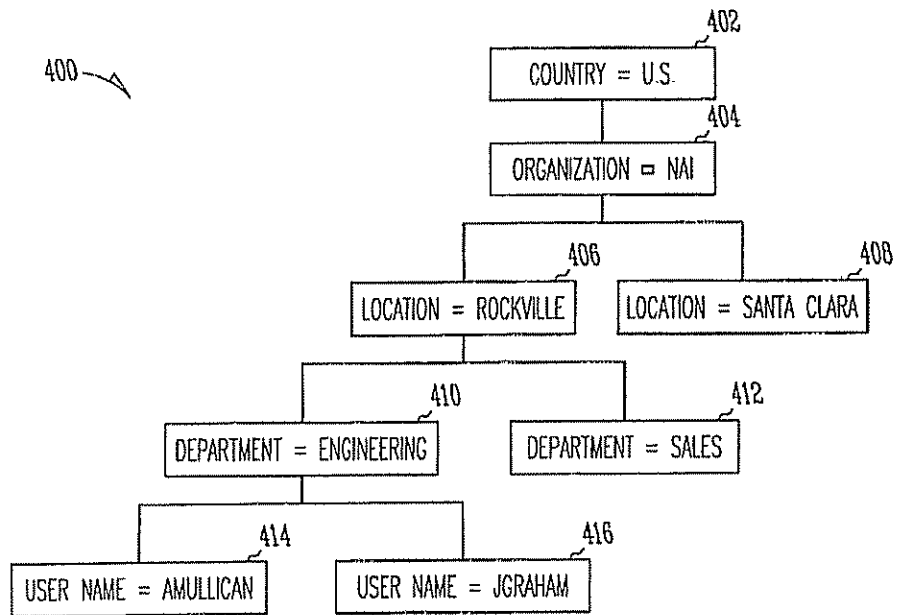 402
400
COUNTRY = U.S.
404
ORGANIZATION = NAI
406
408
LOCATION = ROCKVILLE
LOCATION = SANTA CLARA
410
412
DEPARTMENT = ENGINEERING
DEPARTMENT = SALES
414
416
USER NAME = AMULLICAN
USER NAME = JGRAHAM